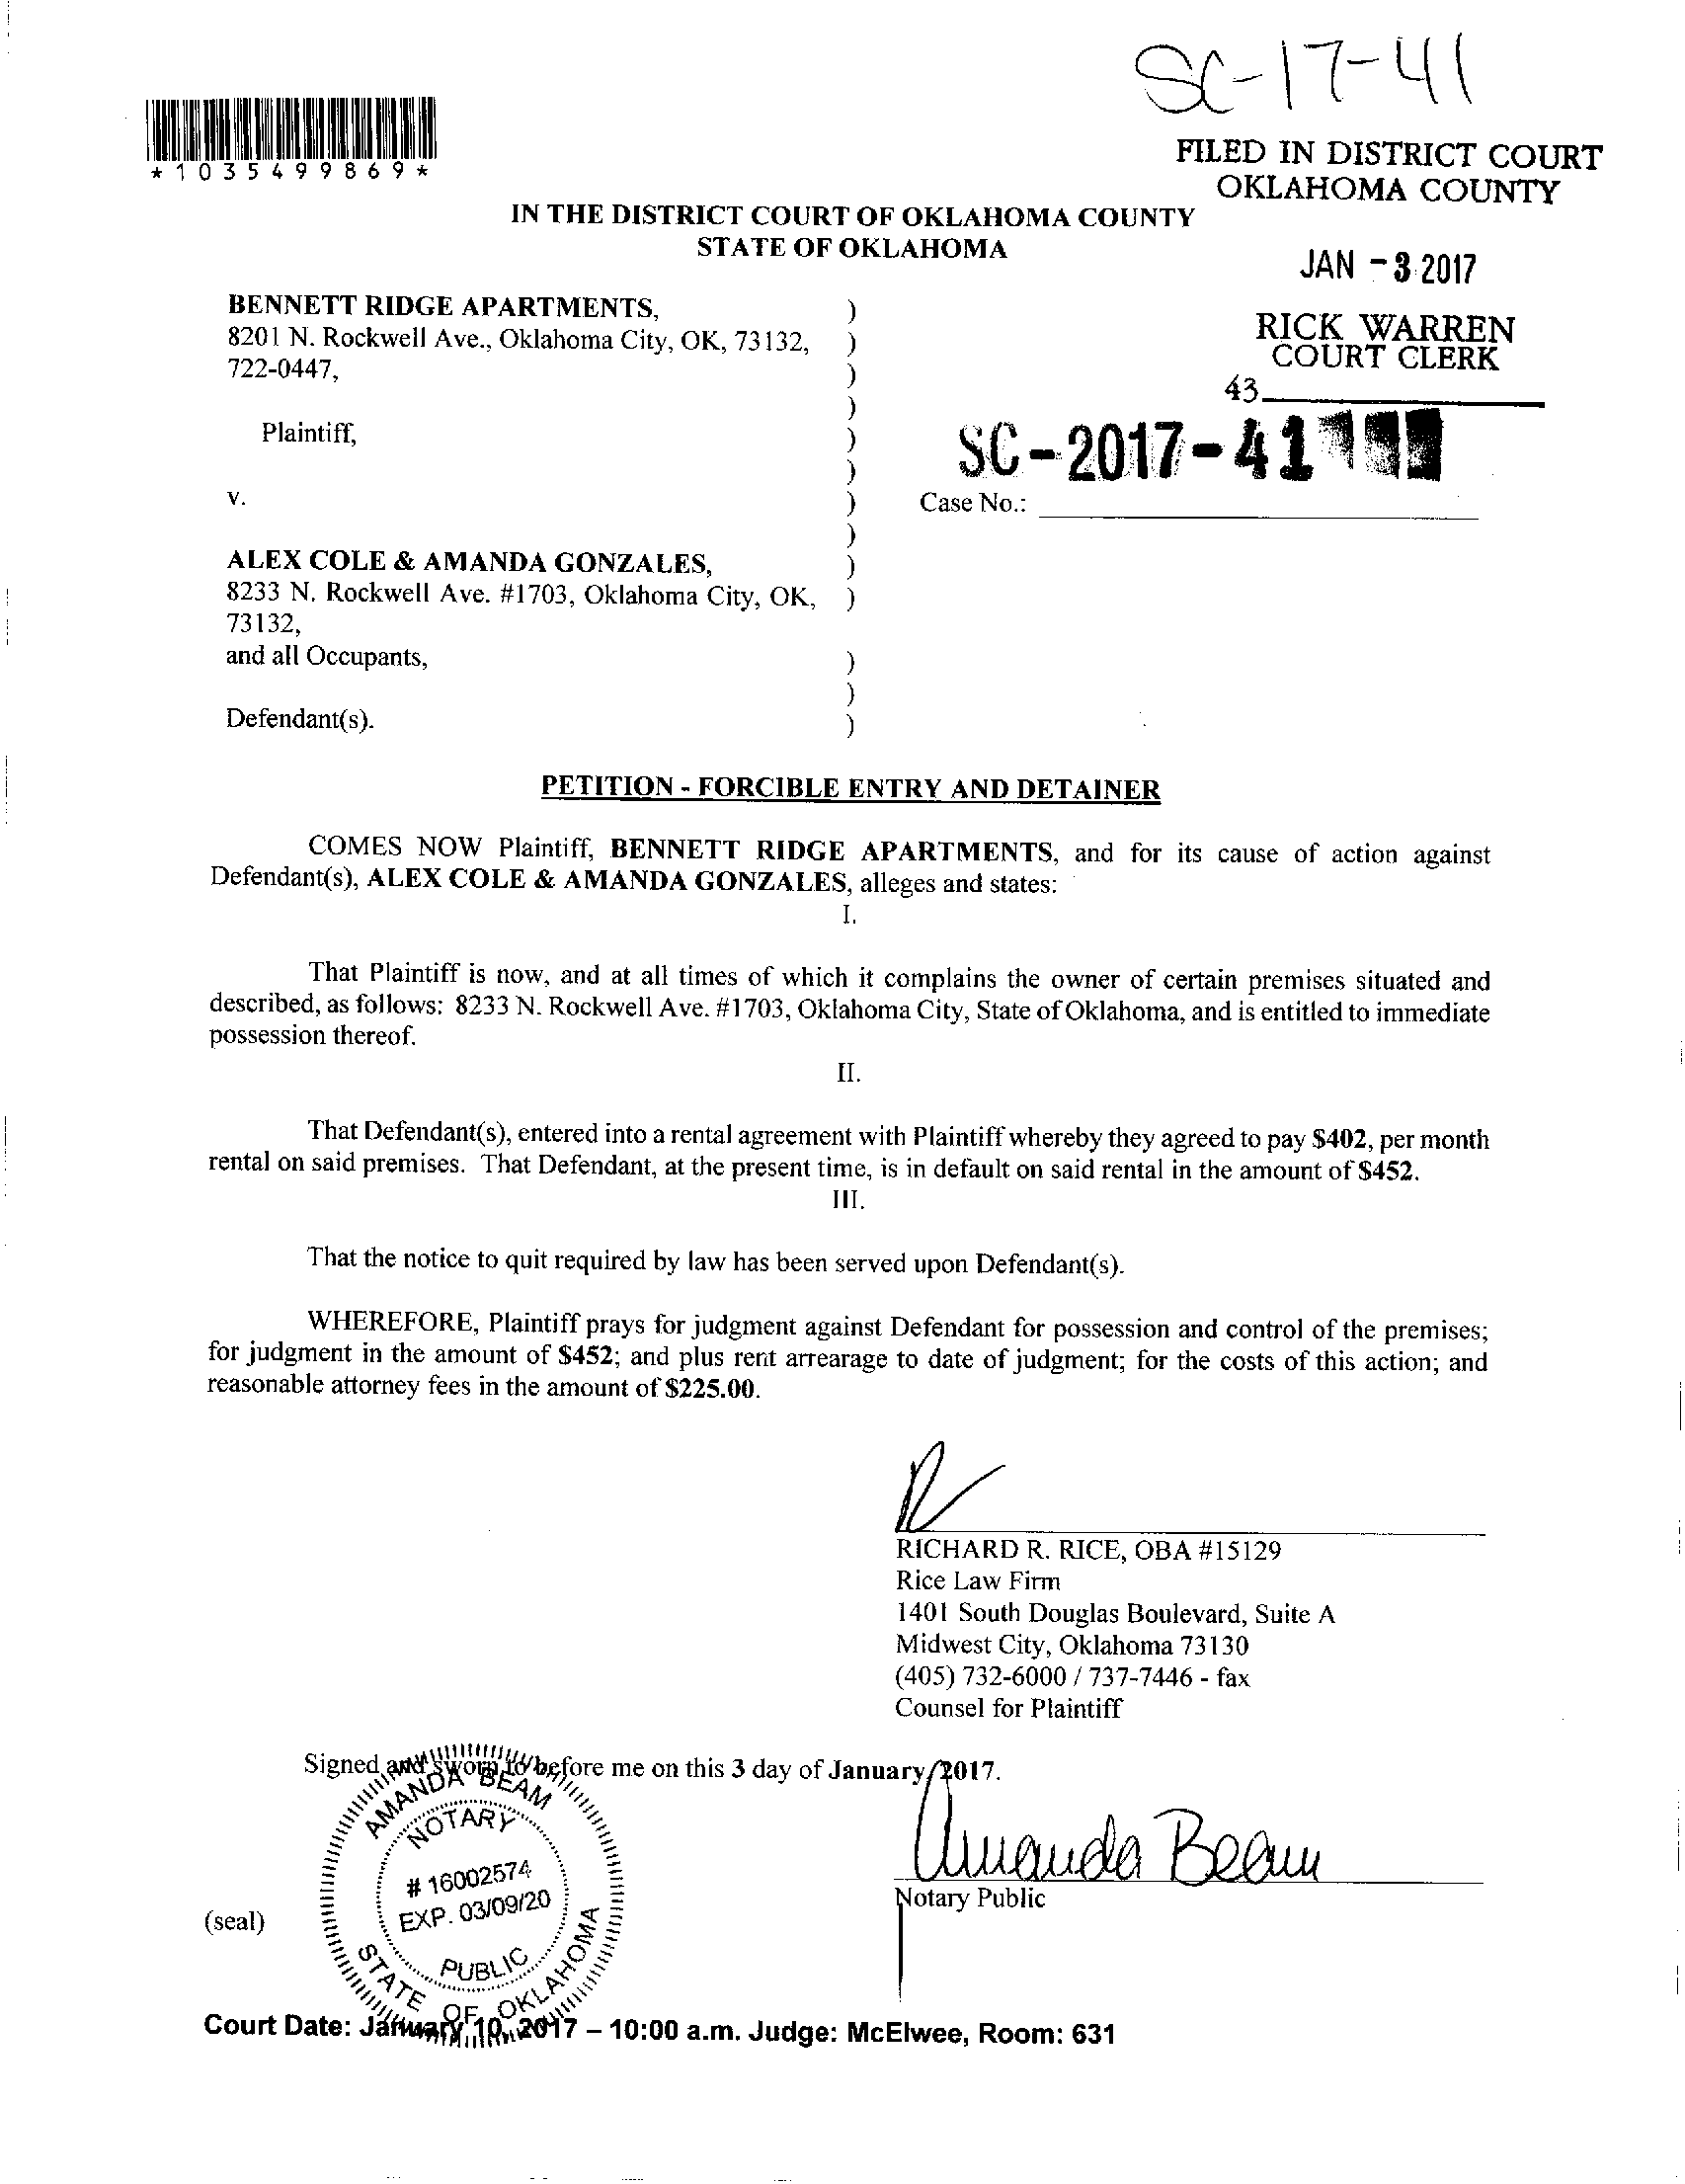 SC-17-41
*1035499869*
FILED IN DISTRICT COURT
OKLAHOMA COUNTY
IN THE DISTRICT COURT OF OKLAHOMA COUNTY
STATE OF OKLAHOMA
JAN - 3 2017
RICK WARREN
COURT CLERK
43
BENNETT RIDGE APARTMENTS, )
8201 N. Rockwell Ave., Oklahoma City, OK, 73132, )
722-0447, )
)
Plaintiff, )
)
SC-2017-41
v. ) Case No.:
)
ALEX COLE & AMANDA GONZALES, )
8233 N. Rockwell Ave. #1703, Oklahoma City, OK, )
73132,
and all Occupants, )
)
Defendant(s). )
PETITION - FORCIBLE ENTRY AND DETAINER
COMES NOW Plaintiff, BENNETT RIDGE APARTMENTS, and for its cause of action against
Defendant(s), ALEX COLE & AMANDA GONZALES, alleges and states:
I.
That Plaintiff is now, and at all times of which it complains the owner of certain premises situated and
described, as follows: 8233 N. Rockwell Ave. #1703, Oklahoma City, State of Oklahoma, and is entitled to immediate
possession thereof.
II.
That Defendant(s), entered into a rental agreement with Plaintiff whereby they agreed to pay $402, per month
rental on said premises. That Defendant, at the present time, is in default on said rental in the amount of $452.
III.
That the notice to quit required by law has been served upon Defendant(s).
WHEREFORE, Plaintiff prays for judgment against Defendant for possession and control of the premises;
for judgment in the amount of $452; and plus rent arrearage to date of judgment; for the costs of this action; and
reasonable attorney fees in the amount of $225.00.
RICHARD R. RICE, OBA #15129
Rice Law Firm
1401 South Douglas Boulevard, Suite A
Midwest City, Oklahoma 73130
(405) 732-6000 / 737-7446 - fax
Counsel for Plaintiff
Signed and sworn to before me on this 3 day of January, 2017.
AMANDA BEAM
NOTARY
# 16002574
EXP. 03/09/20
PUBLIC
STATE OF OKLAHOMA
Amanda Beam
Notary Public
(seal)
Court Date: January 10, 2017 – 10:00 a.m. Judge: McElwee, Room: 631